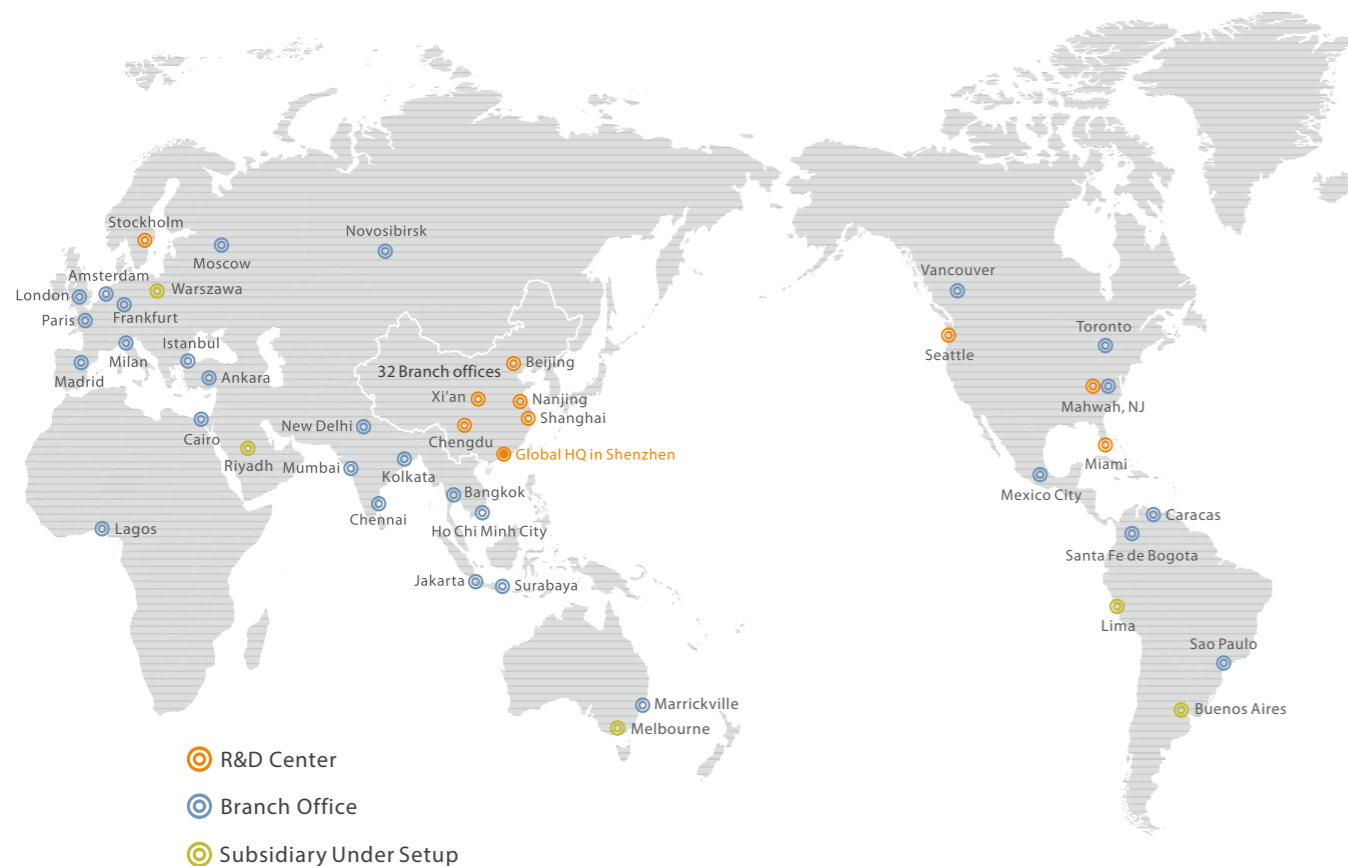 Stockholm
Novosibirsk
Moscow
Amsterdam
Vancouver
Warszawa
London
Frankfurt
Paris
Toronto
Istanbul
Milan
Seattle
Beijing
Madrid
32 Branch offices
Ankara
Xi’an
Nanjing
Mahwah, NJ
Shanghai
New Delhi
Cairo
Chengdu
Global HQ in Shenzhen
Miami
Riyadh
Mumbai
Kolkata
Bangkok
Mexico City
Chennai
Caracas
Lagos
Ho Chi Minh City
Santa Fe de Bogota
Jakarta
Surabaya
Lima
Sao Paulo
Marrickville
Buenos Aires
Melbourne
R&D Center
Branch Office
Subsidiary Under Setup